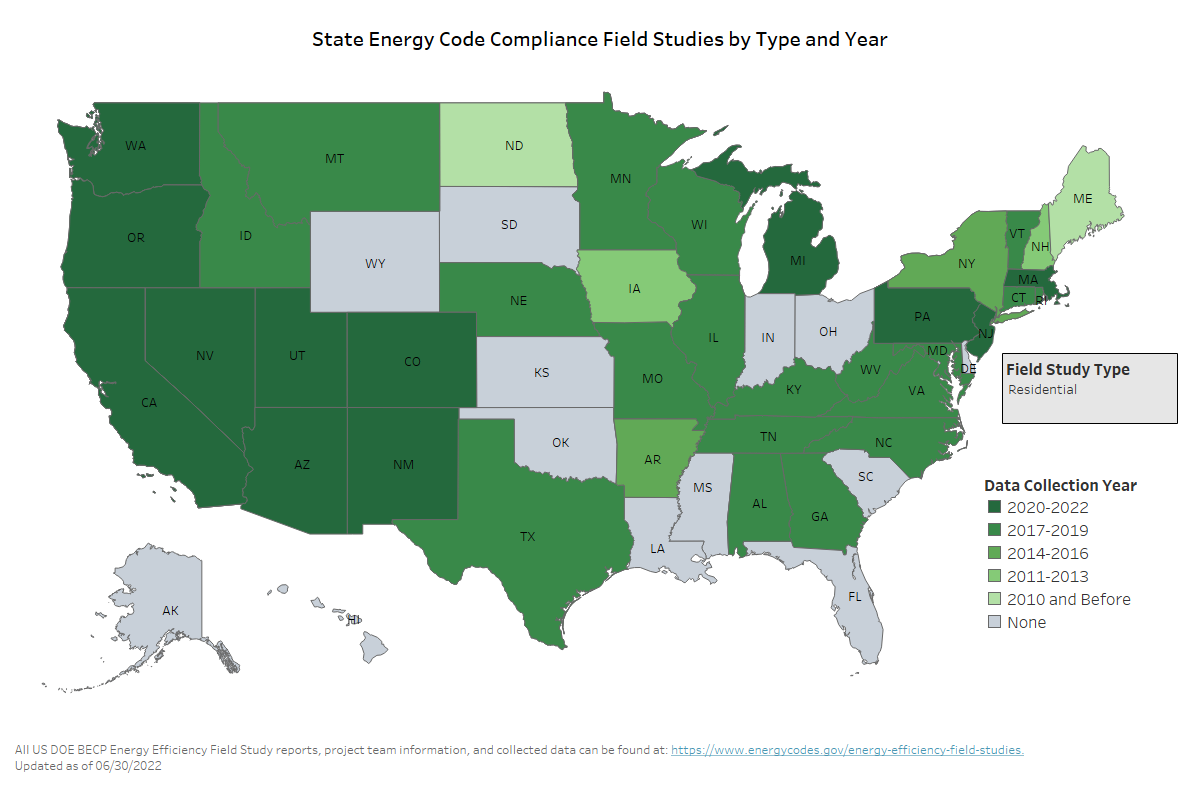 State Energy Code Compliance Field Studies by Type and Year
WA
MT
ND
MN
ME
OR
ID
SD
WI
VT
NH
WY
MI
NY
MA
CT
RI
IA
NE
PA
NJ
NV
UT
CO
IL
IN
OH
MD
DE
KS
MO
WV
KY
VA
CA
AZ
NM
OK
AR
TN
NC
SC
MS
AL
GA
TX
LA
FL
AK
HI
Field Study Type
Residential
Data Collection Year
2020-2022
2017-2019
2014-2016
2011-2013
2010 and Before
None
All US DOE BECP Energy Efficiency Field Study reports, project team information, and collected data can be found at: https://www.energycodes.gov/energy-efficiency-field-studies.
Updated as of 06/30/2022